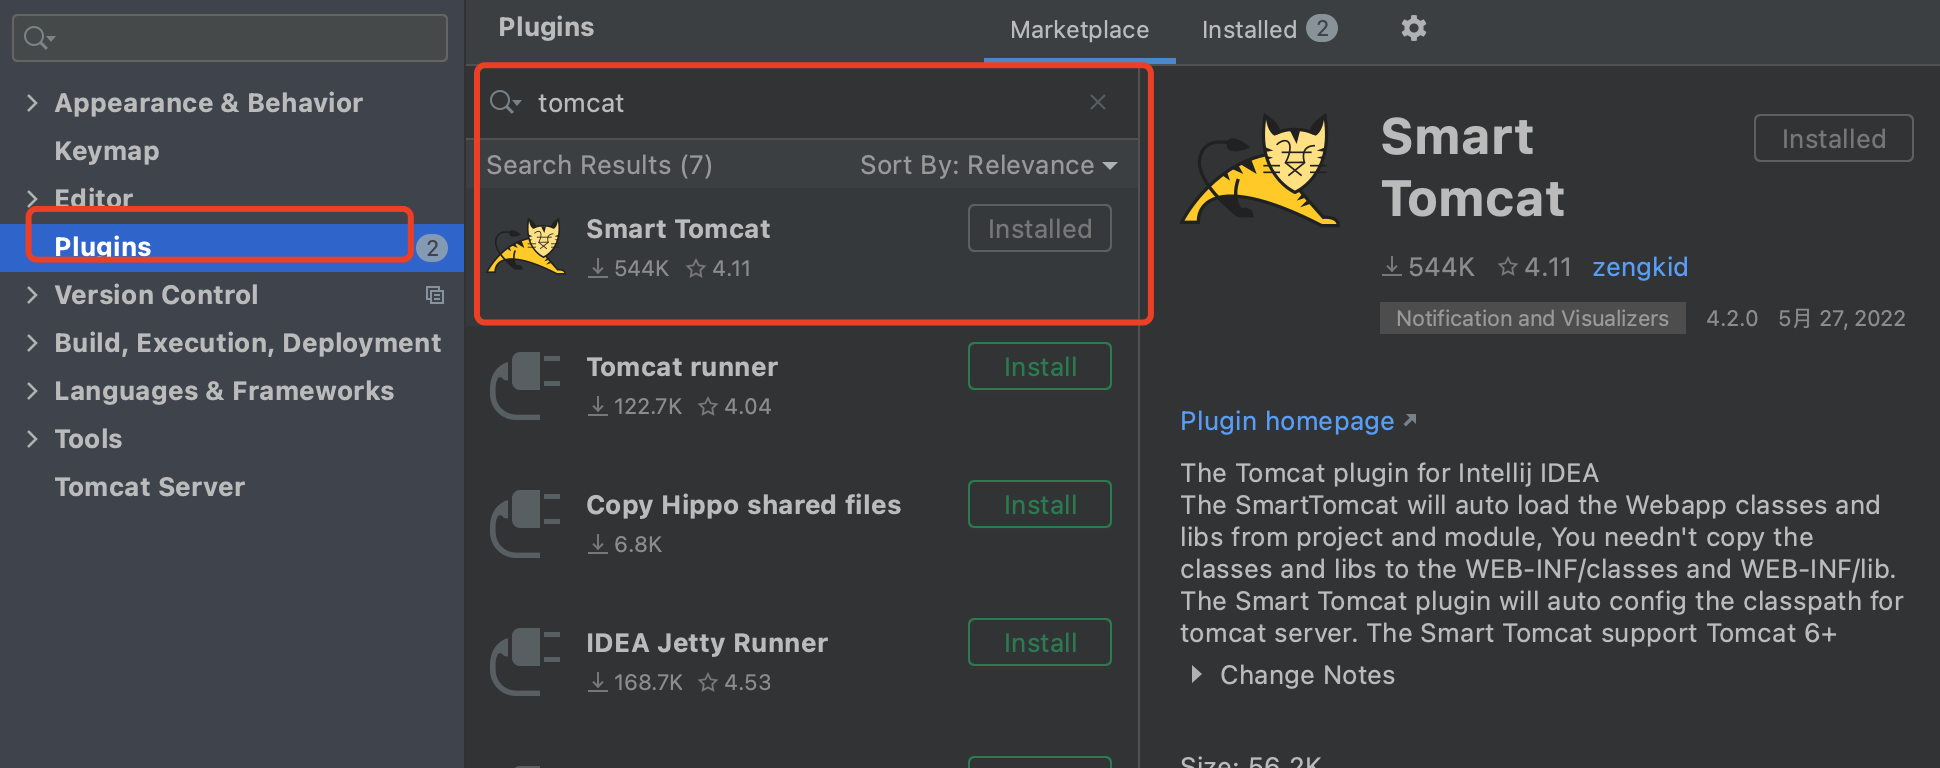 Appearance & Behavior
Keymap
Editor
Plugins
2
Version Control
Build, Execution, Deployment
Languages & Frameworks
Tools
Tomcat Server
Plugins
Marketplace
Installed 2
tomcat
Search Results (7)
Sort By: Relevance
Smart Tomcat
Installed
544K
4.11
Tomcat runner
Install
122.7K
4.04
Copy Hippo shared files
Install
6.8K
IDEA Jetty Runner
Install
168.7K
4.53
Smart
Tomcat
Installed
544K
4.11
zengkid
Notification and Visualizers
4.2.0
5月 27, 2022
Plugin homepage
The Tomcat plugin for Intellij IDEA
The SmartTomcat will auto load the Webapp classes and
libs from project and module, You needn't copy the
classes and libs to the WEB-INF/classes and WEB-INF/lib.
The Smart Tomcat plugin will auto config the classpath for
tomcat server. The Smart Tomcat support Tomcat 6+
Change Notes
Size: 56.2K